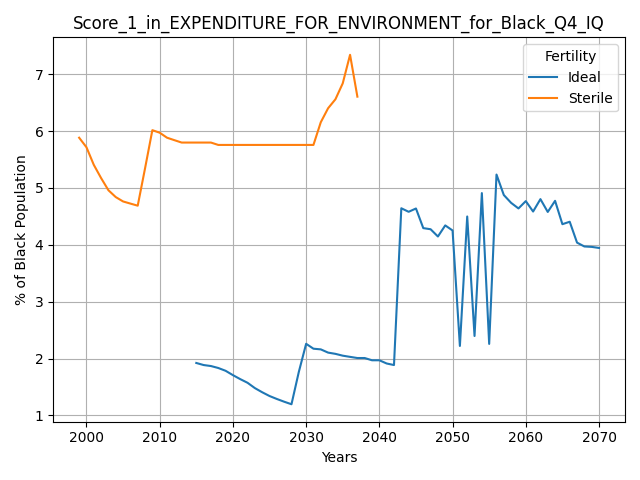 Score_1_in_EXPENDITURE_FOR_ENVIRONMENT_for_Black_Q4_IQ
Fertility
Ideal
Sterile
% of Black Population
7
6
5
4
3
2
1
2000 2010 2020 2030 2040 2050 2060 2070
Years